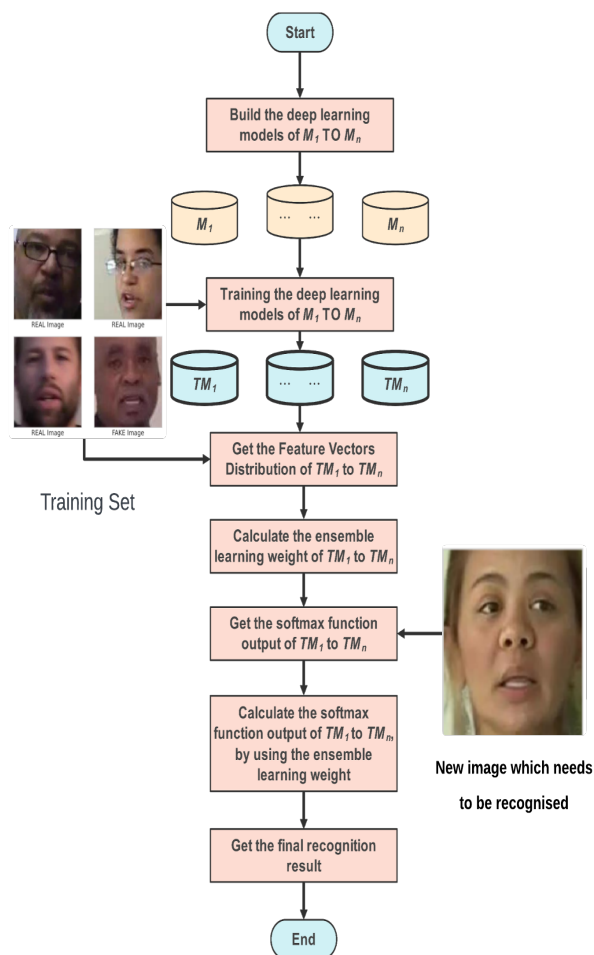 Start
Build the deep learning
models of M1 TO Mn
M1
... ...
Mn
REAL Image
REAL Image
REAL Image
FAKE Image
Training Set
Training the deep learning
models of M1 TO Mn
TM1
... ...
TMn
Get the Feature Vectors
Distribution of TM1 to TMn
Calculate the ensemble
learning weight of TM1 to TMn
Get the softmax function
output of TM1 to TMn
New image which needs
to be recognised
Calculate the softmax
function output of TM1 to TMn,
by using the ensemble
learning weight
Get the final recognition
result
End